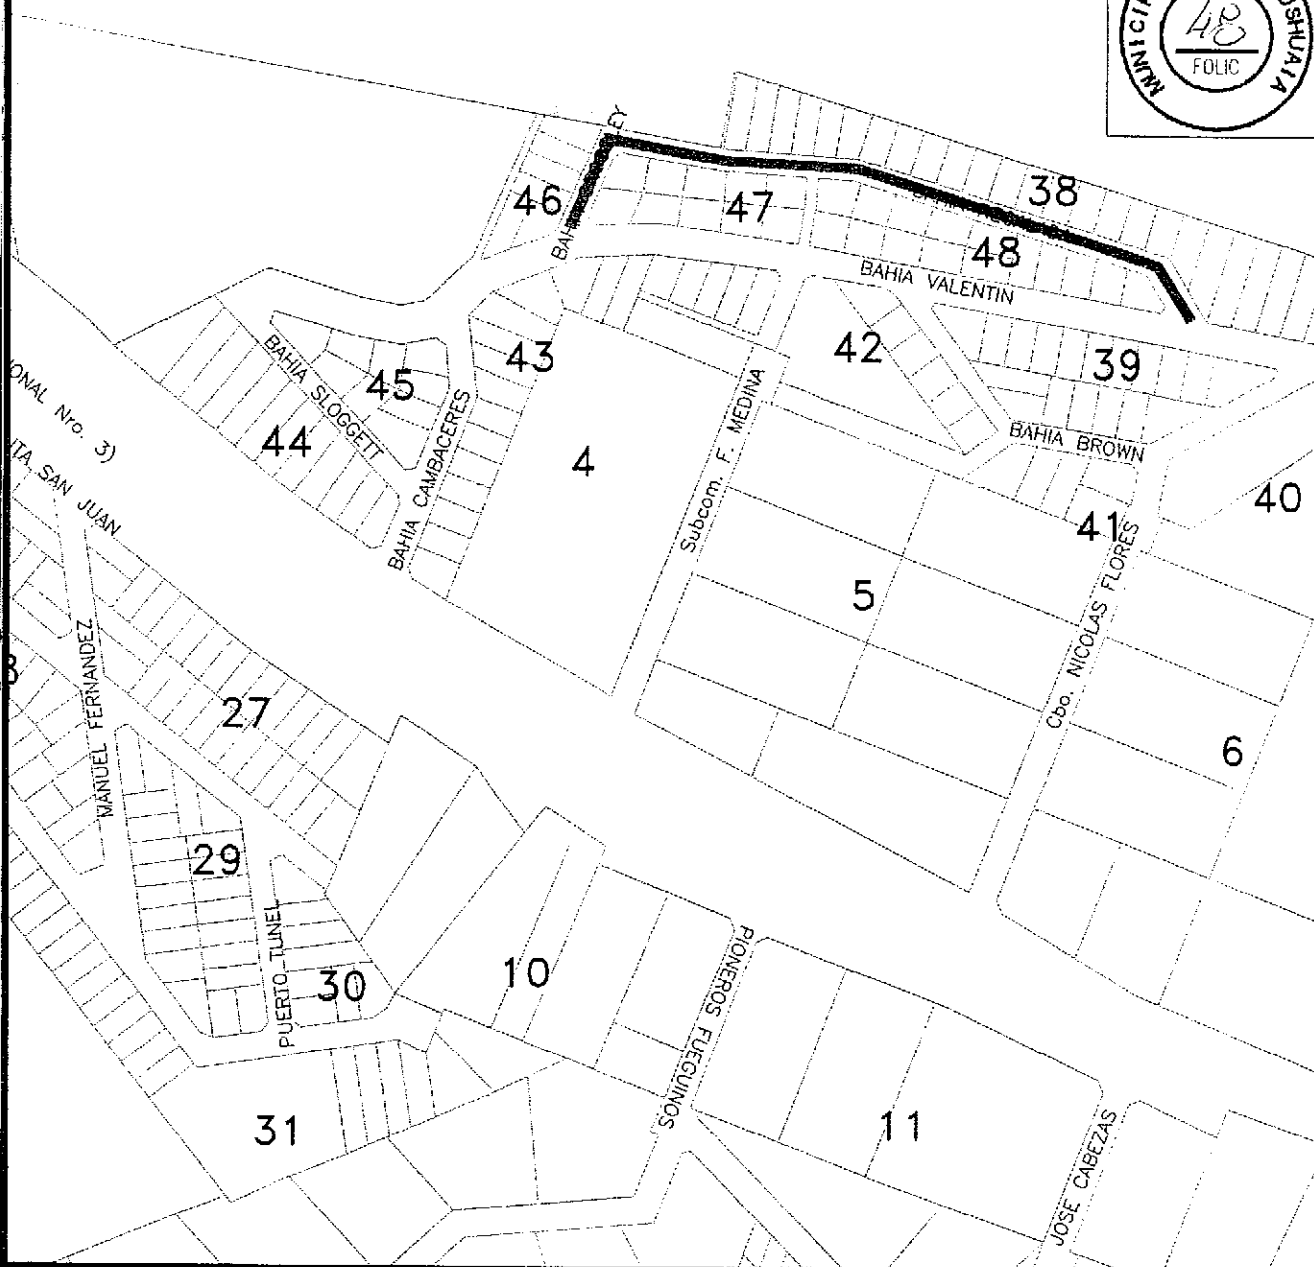 48
FOLIO
38
46
47
48
BAHIA VALENTIN
43
42
39
BAHIA SLOGGETT
45
44
BAHIA CAMBACERES
4
Subcom. F. MEDINA
BAHIA BROWN
40
41
Nro. 3)
SAN JUAN
5
Cbo. NICOLAS FLORES
MANUEL FERNANDEZ
27
6
29
PUERTO TUNEL
30
10
PIONEROS FUEGUINOS
31
11
JOSE CABEZAS